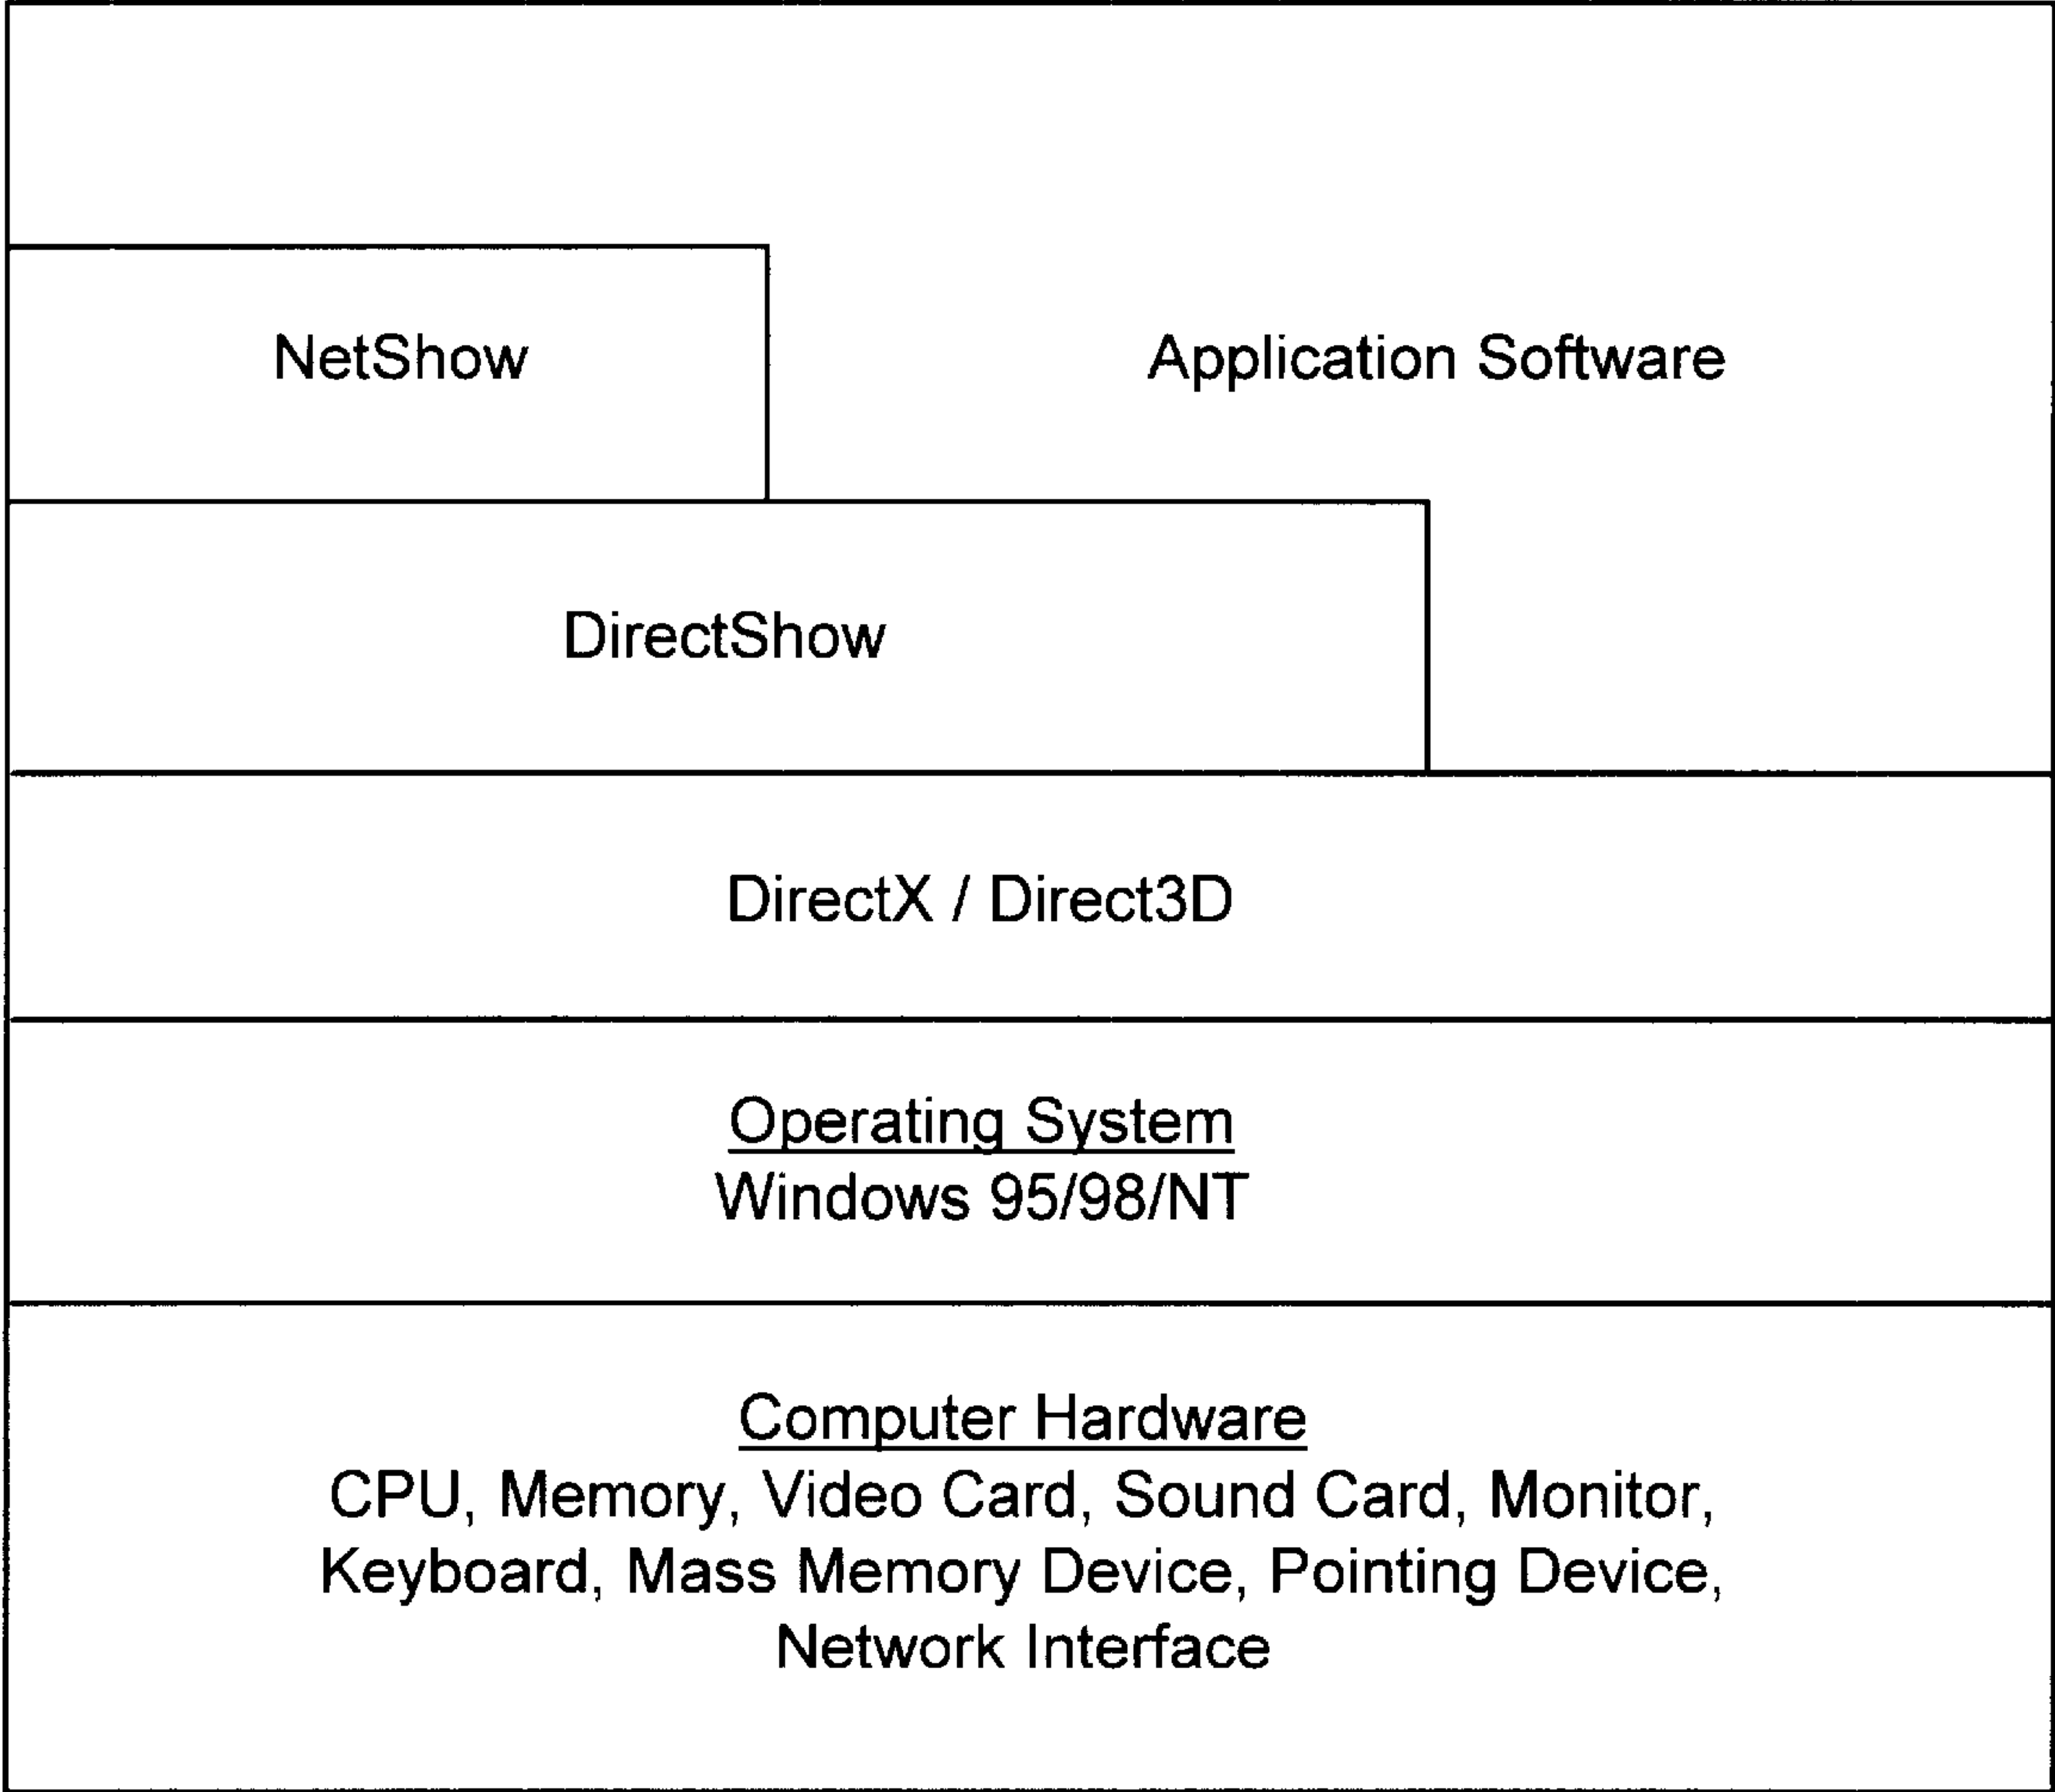 NetShow
Application Software
DirectShow
DirectX / Direct3D
Operating System
Windows 95/98/NT
Computer Hardware
CPU, Memory, Video Card, Sound Card, Monitor,
Keyboard, Mass Memory Device, Pointing Device,
Network Interface